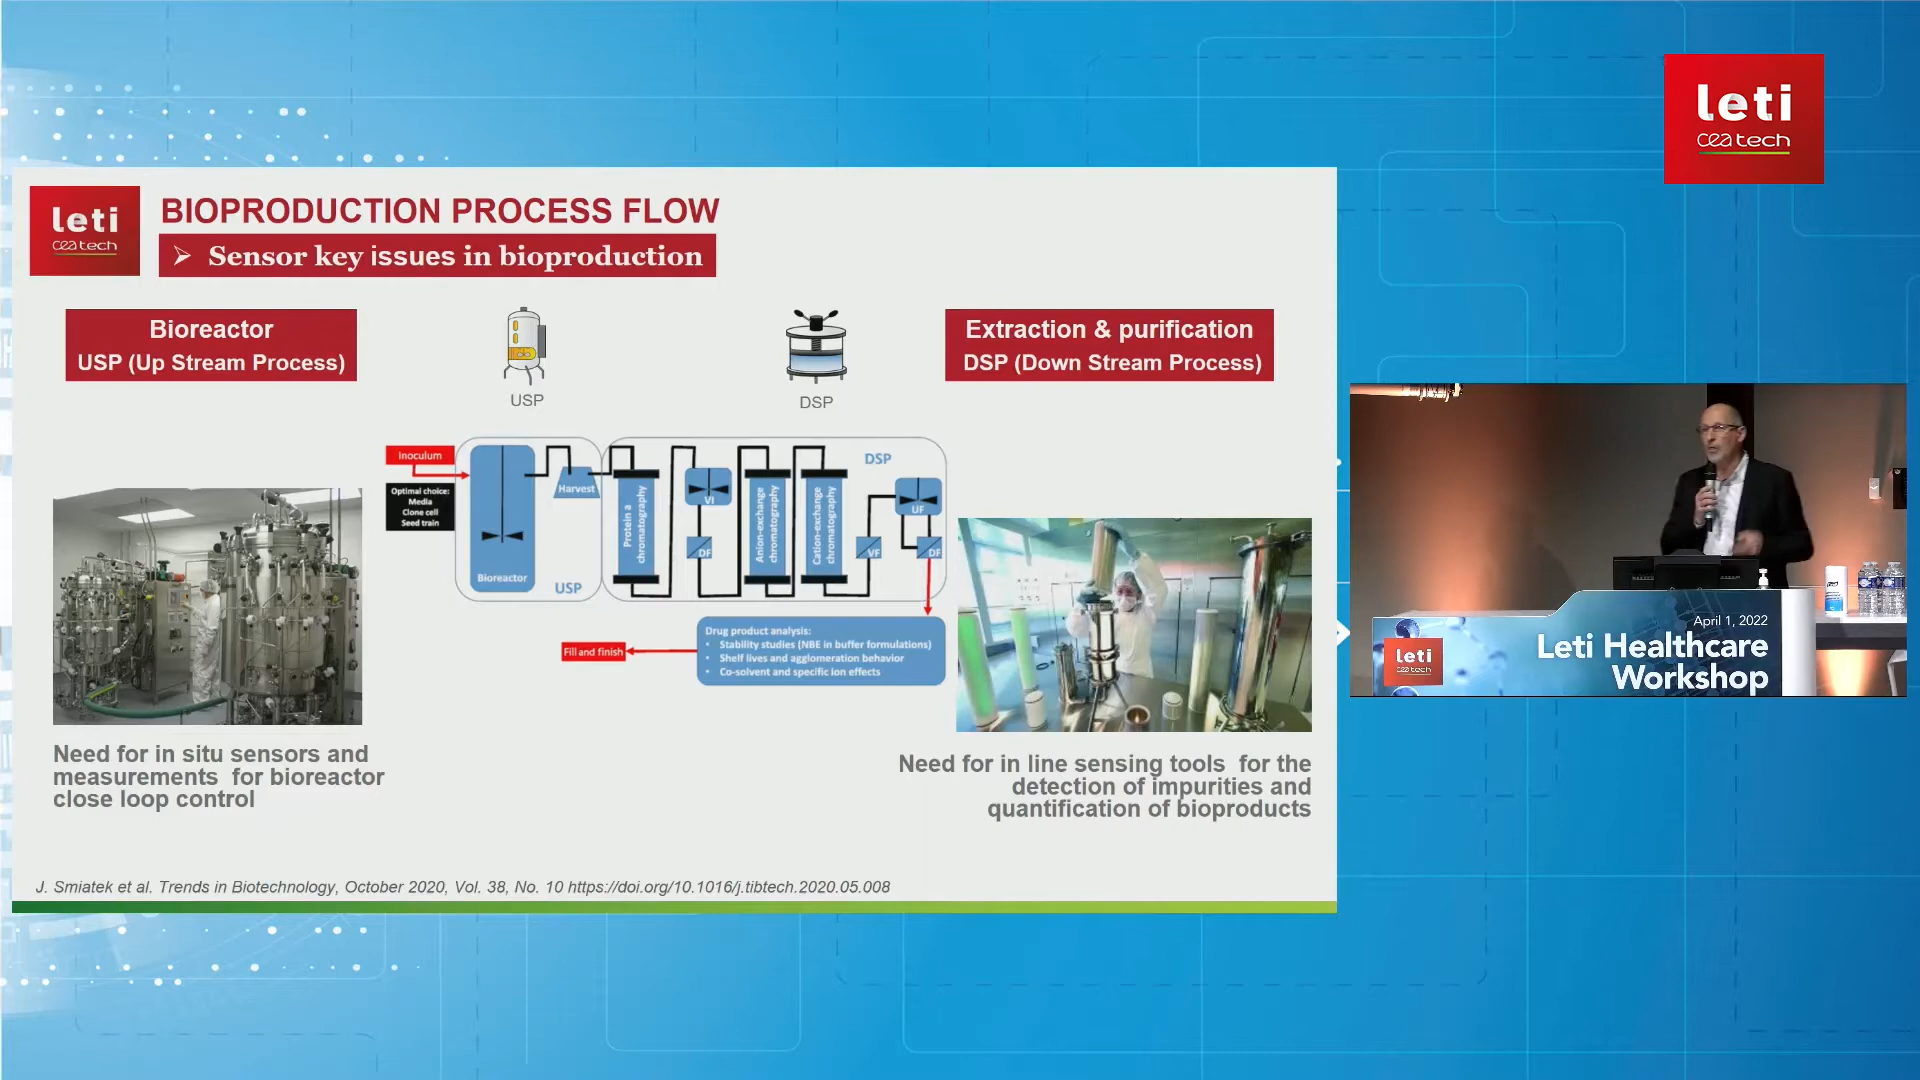 leti
cea tech
leti
cea tech
BIOPRODUCTION PROCESS FLOW
➢ Sensor key issues in bioproduction
Bioreactor
USP (Up Stream Process)
USP
DSP
Extraction & purification
DSP (Down Stream Process)
Inoculum
Optimal choice:
Media
Clone cell
Seed train
Bioreactor
Harvest
USP
Protein a
chromatography
VI
DF
Anion-exchange
chromatography
Cation-exchange
chromatography
DSP
VF
UF
DF
Fill and finish
Drug product analysis:
• Stability studies (NBE in buffer formulations)
• Shelf lives and agglomeration behavior
• Co-solvent and specific ion effects
Need for in situ sensors and
measurements for bioreactor
close loop control
Need for in line sensing tools for the
detection of impurities and
quantification of bioproducts
J. Smiatek et al. Trends in Biotechnology, October 2020, Vol. 38, No. 10 https://doi.org/10.1016/j.tibtech.2020.05.008
leti
cea tech
April 1, 2022
Leti Healthcare
Workshop